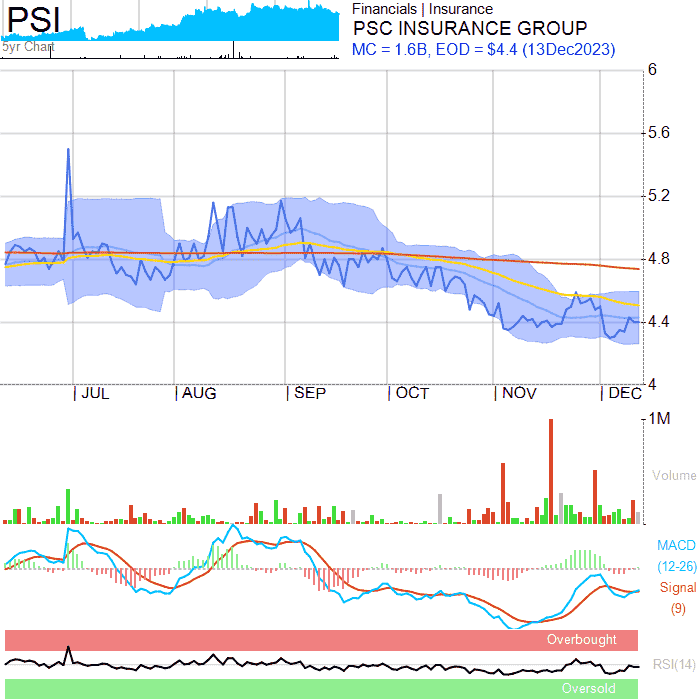 PSI
5yr Chart
Financials | Insurance
PSC INSURANCE GROUP
MC = 1.6B, EOD = $4.4 (13Dec2023)
6
5.6
5.2
4.8
4.4
4
JUL
AUG
SEP
OCT
NOV
DEC
1M
Volume
MACD
(12-26)
Signal
(9)
Overbought
RSI(14)
Oversold